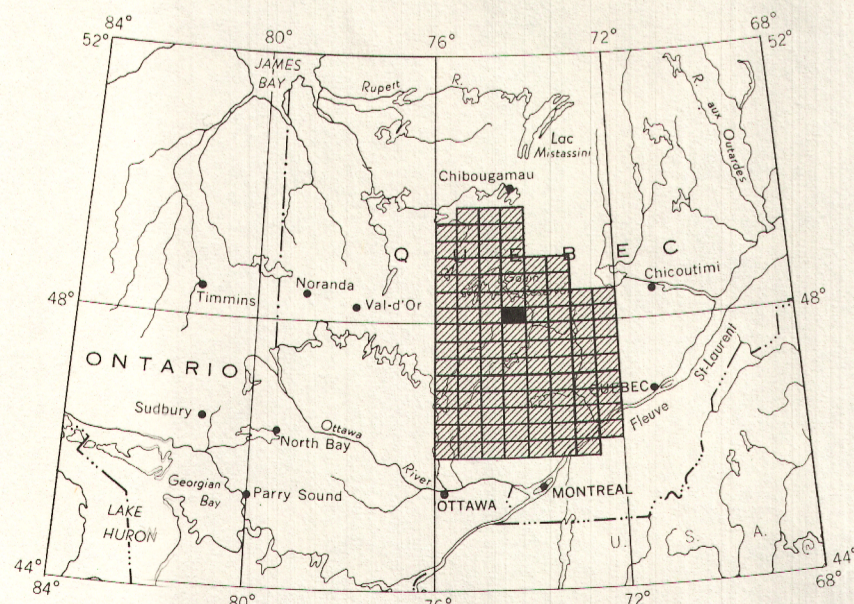 84°
80°
76°
72°
68°
52°
52°
JAMES
BAY
Rupert R.
R. aux Outardes
Lac
Mistassini
Chibougamau
Q U E B E C
Gouin
Chicoutimi
Noranda
Timmins
Val-d'Or
48°
48°
ONTARIO
St-Laurent
QUÉBEC
Fleuve
Sudbury
Ottawa
North Bay
River
Georgian
Bay
Parry Sound
OTTAWA
MONTREAL
LAKE
HURON
U. S. A.
44°
44°
84°
80°
76°
72°
68°